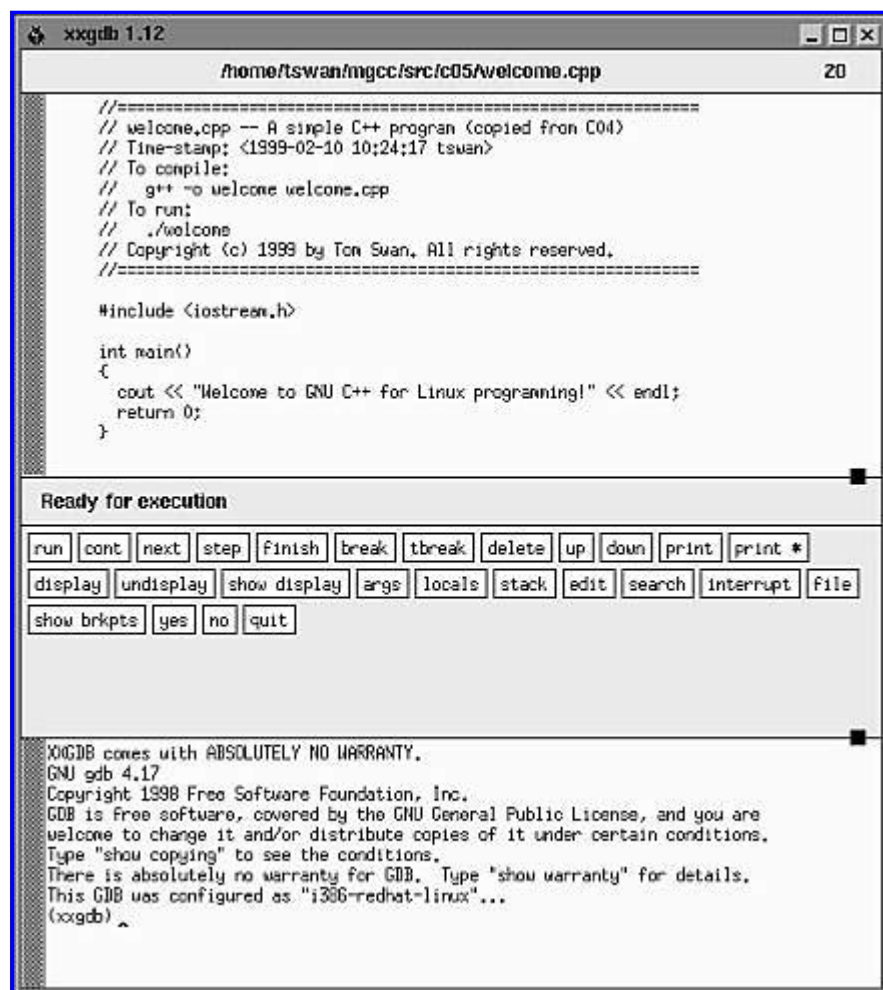 xxgdb 1.12
/home/tswan/mgcc/src/c05/welcome.cpp 20
//==============================================================
// welcome.cpp -- A simple C++ program (copied from C04)
// Time-stamp: <1999-02-10 10:24:17 tswan>
// To compile:
//   g++ -o welcome welcome.cpp
// To run:
//   ./welcome
// Copyright (c) 1999 by Tom Swan. All rights reserved.
//==============================================================
#include <iostream.h>
int main()
{
  cout << "Welcome to GNU C++ for Linux programming!" << endl;
  return 0;
}
Ready for execution
run cont next step finish break tbreak delete up down print print *
display undisplay show display args locals stack edit search interrupt file
show brkpts yes no quit
XXGDB comes with ABSOLUTELY NO WARRANTY.
GNU gdb 4.17
Copyright 1998 Free Software Foundation, Inc.
GDB is free software, covered by the GNU General Public License, and you are
welcome to change it and/or distribute copies of it under certain conditions.
Type "show copying" to see the conditions.
There is absolutely no warranty for GDB.  Type "show warranty" for details.
This GDB was configured as "i386-redhat-linux"...
(xxgdb)